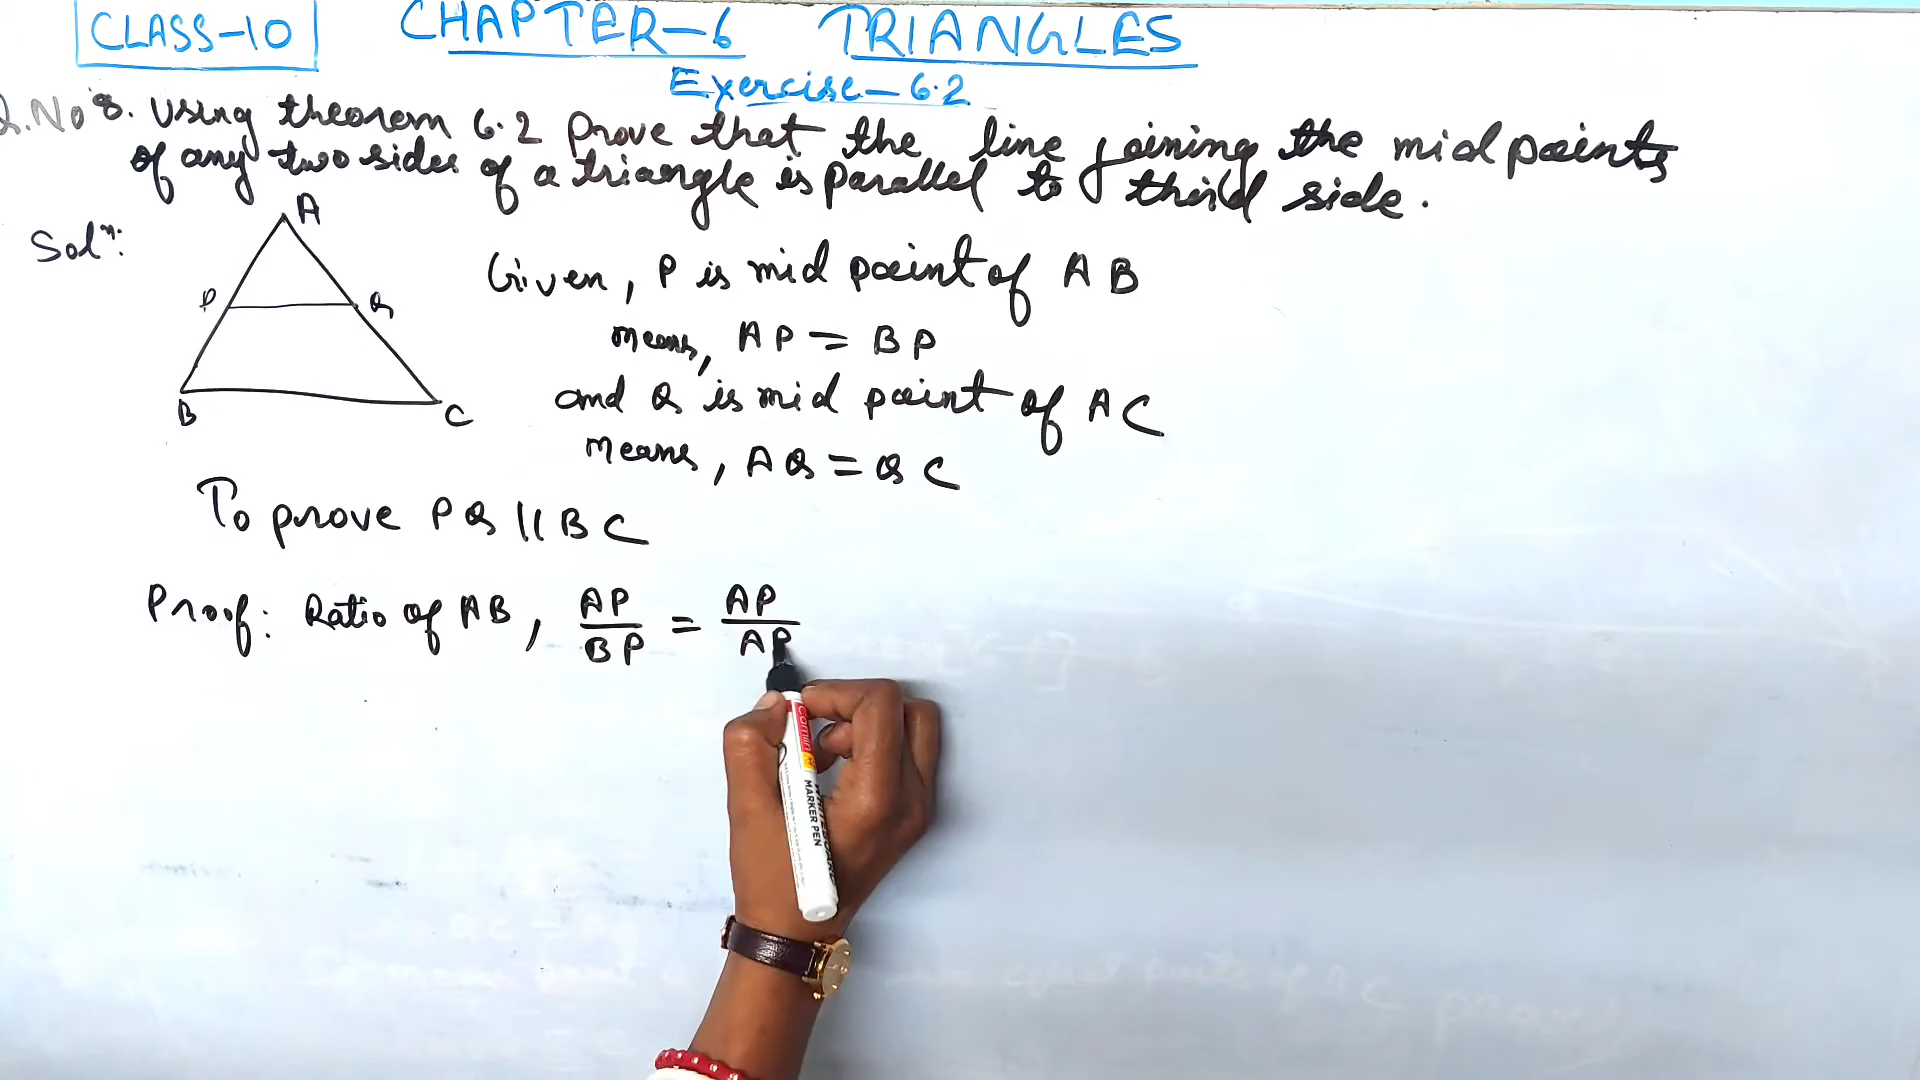 CLASS-10 CHAPTER-6 TRIANGLES
Exercise-6.2
Q.No 8. Using theorem 6.2 prove that the line joining the mid points
of any two sides of a triangle is parallel to third side.
Solⁿ:
A
P Q
B C
Given, P is mid point of AB
means, AP = BP
and Q is mid point of AC
means, AQ = QC
To prove PQ || BC
Proof: Ratio of AB, AP/BP = AP/AP
camlin
WHITEBOARD
MARKER PEN